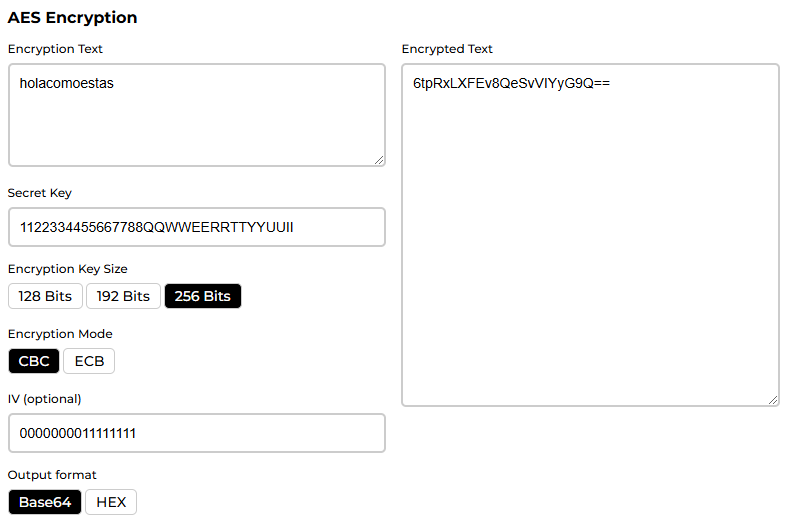 AES Encryption
Encryption Text
holacomoestas
Secret Key
1122334455667788QQWWEERRTTYYUUII
Encryption Key Size
128 Bits 192 Bits 256 Bits
Encryption Mode
CBC ECB
IV (optional)
0000000011111111
Output format
Base64 HEX
Encrypted Text
6tpRxLXFEv8QeSvVIYyG9Q==